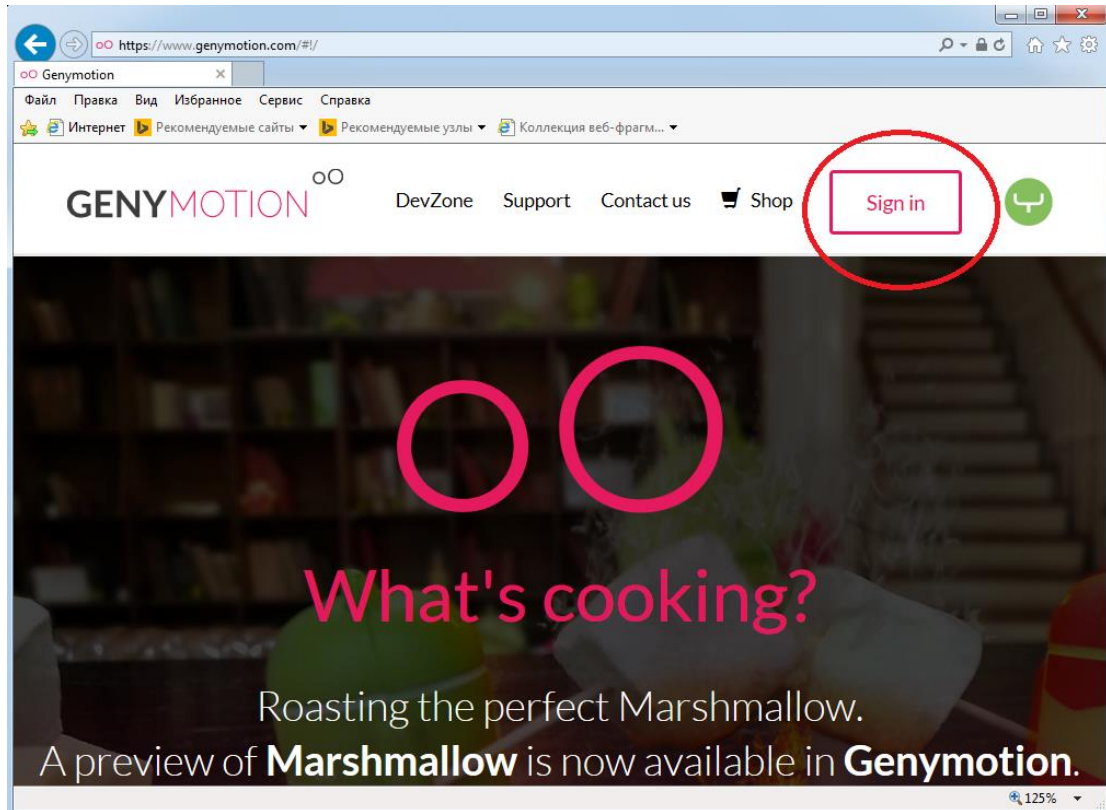 https://www.genymotion.com/#!/
Genymotion
Файл Правка Вид Избранное Сервис Справка
Интернет Рекомендуемые сайты Рекомендуемые узлы Коллекция веб-фрагм...
GENYMOTION
DevZone Support Contact us Shop Sign in
What's cooking?
Roasting the perfect Marshmallow.
A preview of Marshmallow is now available in Genymotion.
125%